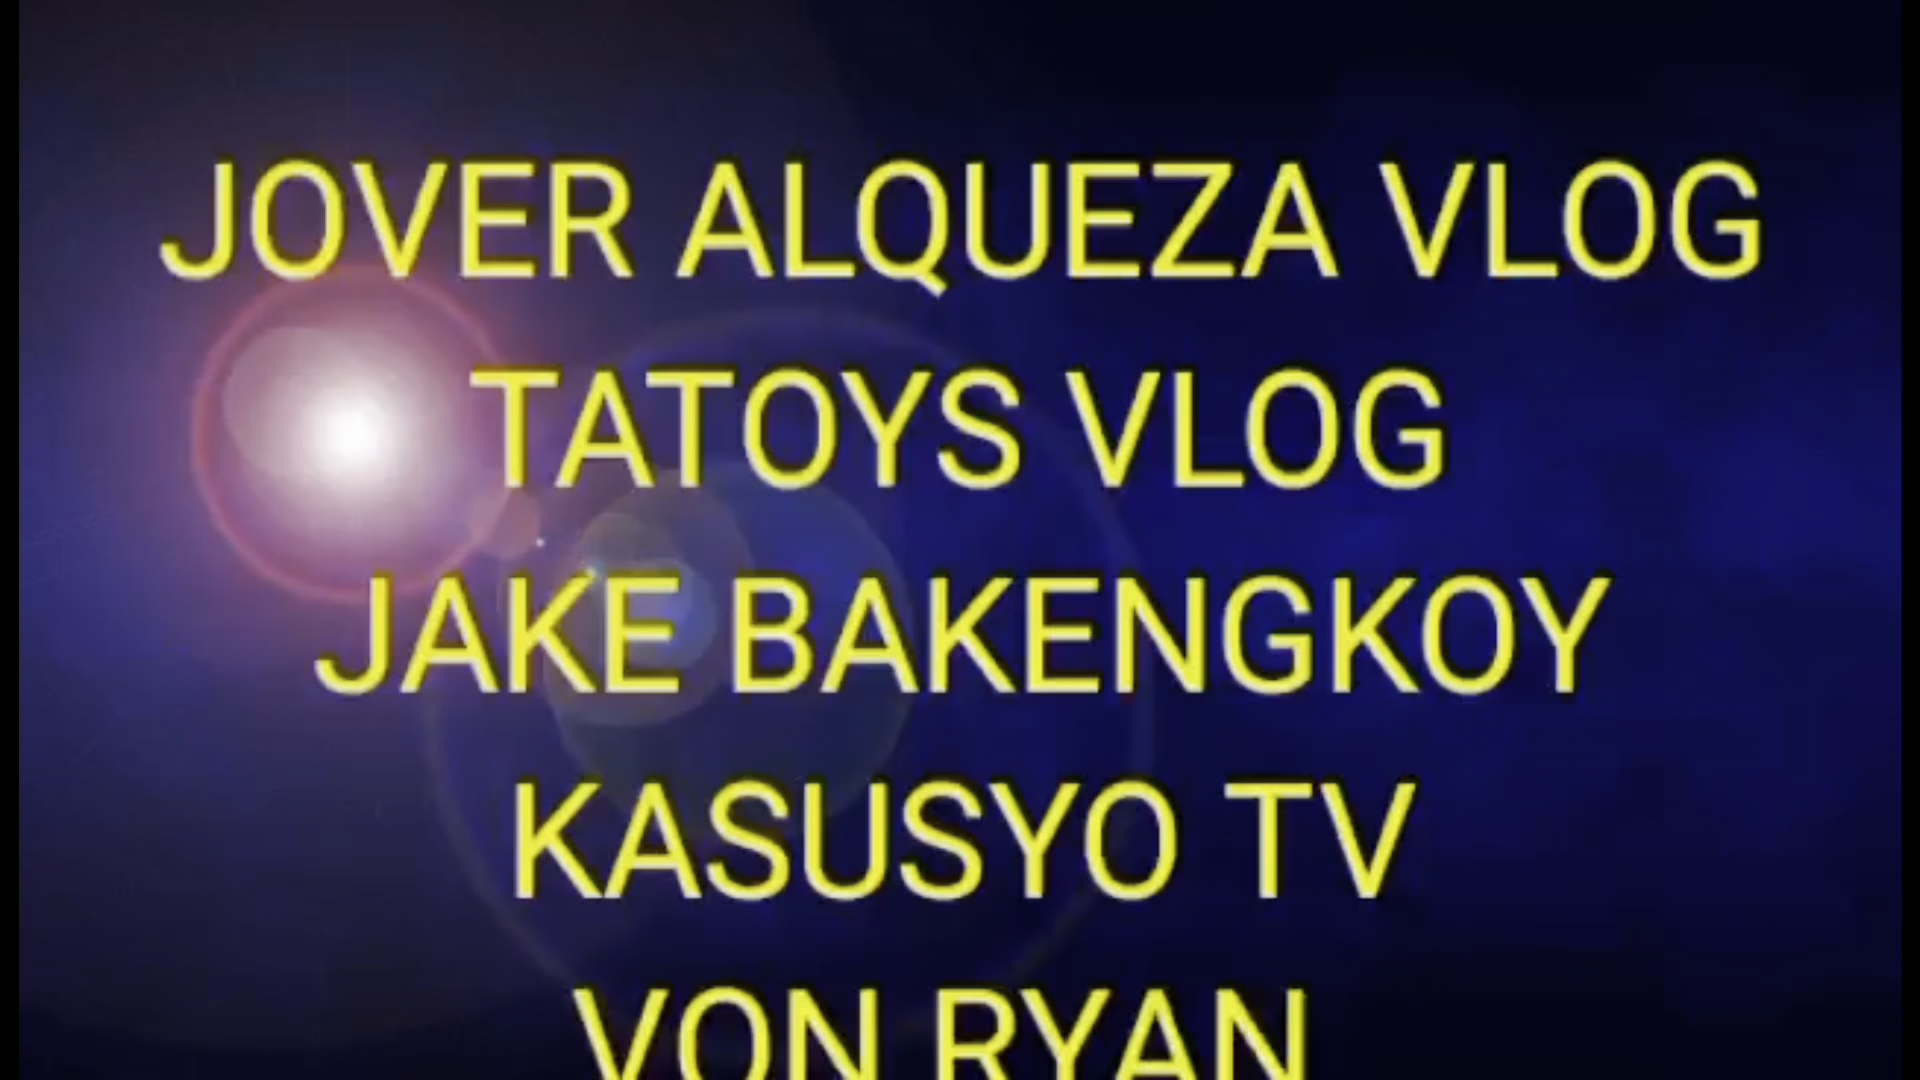 JOVER ALQUEZA VLOG
TATOYS VLOG
JAKE BAKENGKOY
KASUSYO TV
VON RYAN